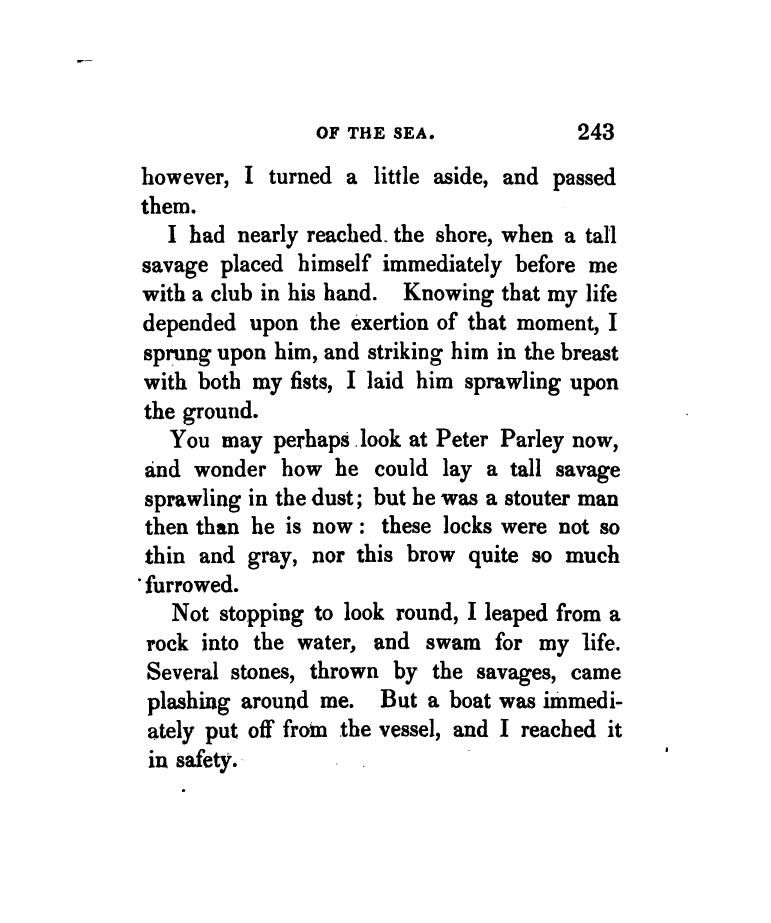 OF THE SEA. 243
however, I turned a little aside, and passed
them.
I had nearly reached the shore, when a tall
savage placed himself immediately before me
with a club in his hand. Knowing that my life
depended upon the exertion of that moment, I
sprung upon him, and striking him in the breast
with both my fists, I laid him sprawling upon
the ground.
You may perhaps look at Peter Parley now,
and wonder how he could lay a tall savage
sprawling in the dust; but he was a stouter man
then than he is now: these locks were not so
thin and gray, nor this brow quite so much
furrowed.
Not stopping to look round, I leaped from a
rock into the water, and swam for my life.
Several stones, thrown by the savages, came
plashing around me. But a boat was immedi-
ately put off from the vessel, and I reached it
in safety.